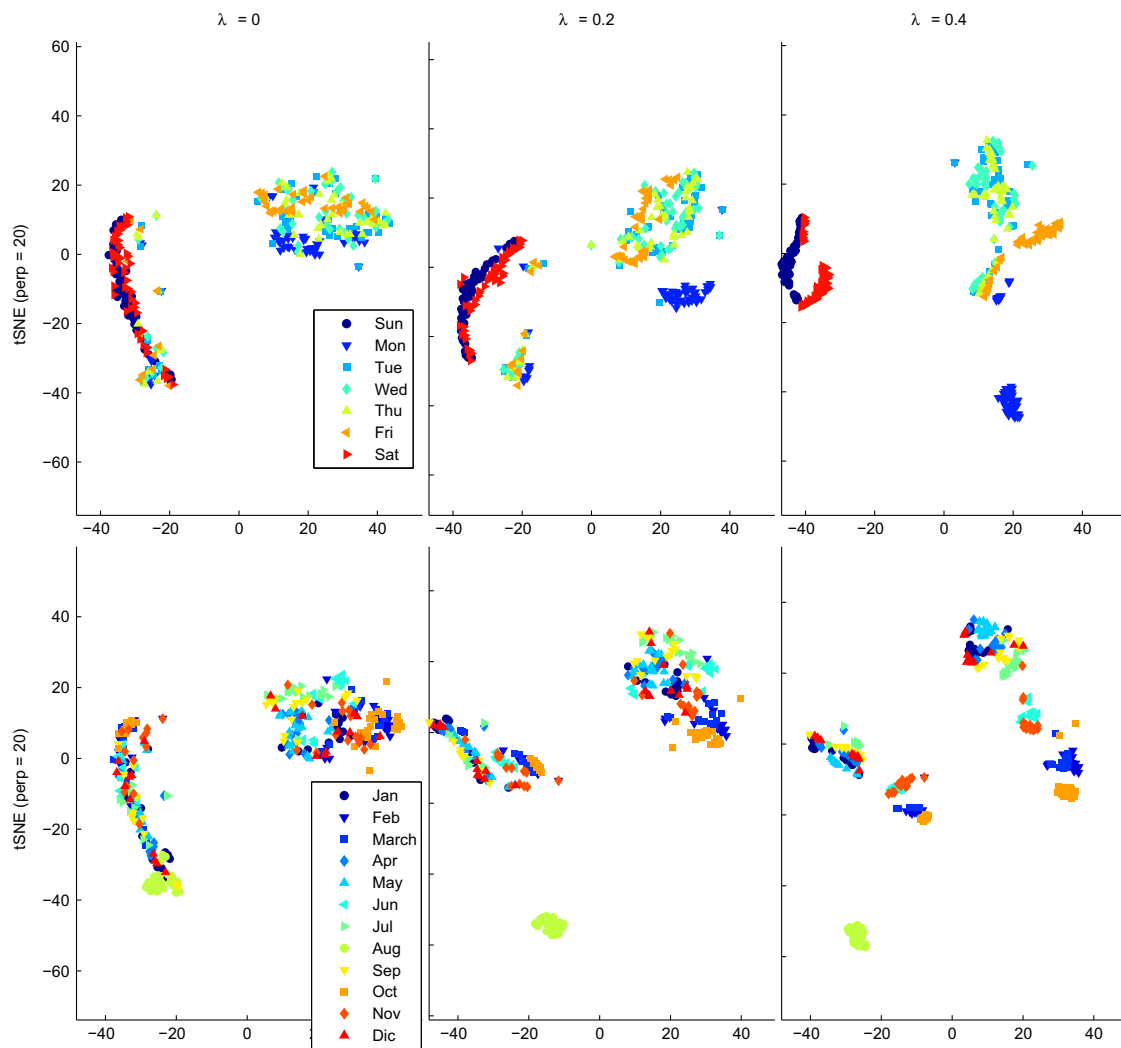 λ = 0
λ = 0.2
λ = 0.4
tSNE (perp = 20)
60
40
20
0
−20
−40
−60
Sun
Mon
Tue
Wed
Thu
Fri
Sat
−40 −20 0 20 40
−40 −20 0 20 40
−40 −20 0 20 40
tSNE (perp = 20)
40
20
0
−20
−40
−60
Jan
Feb
March
Apr
May
Jun
Jul
Aug
Sep
Oct
Nov
Dic
−40 −20 0 40
−40 −20 0 20 40
−40 −20 0 20 40